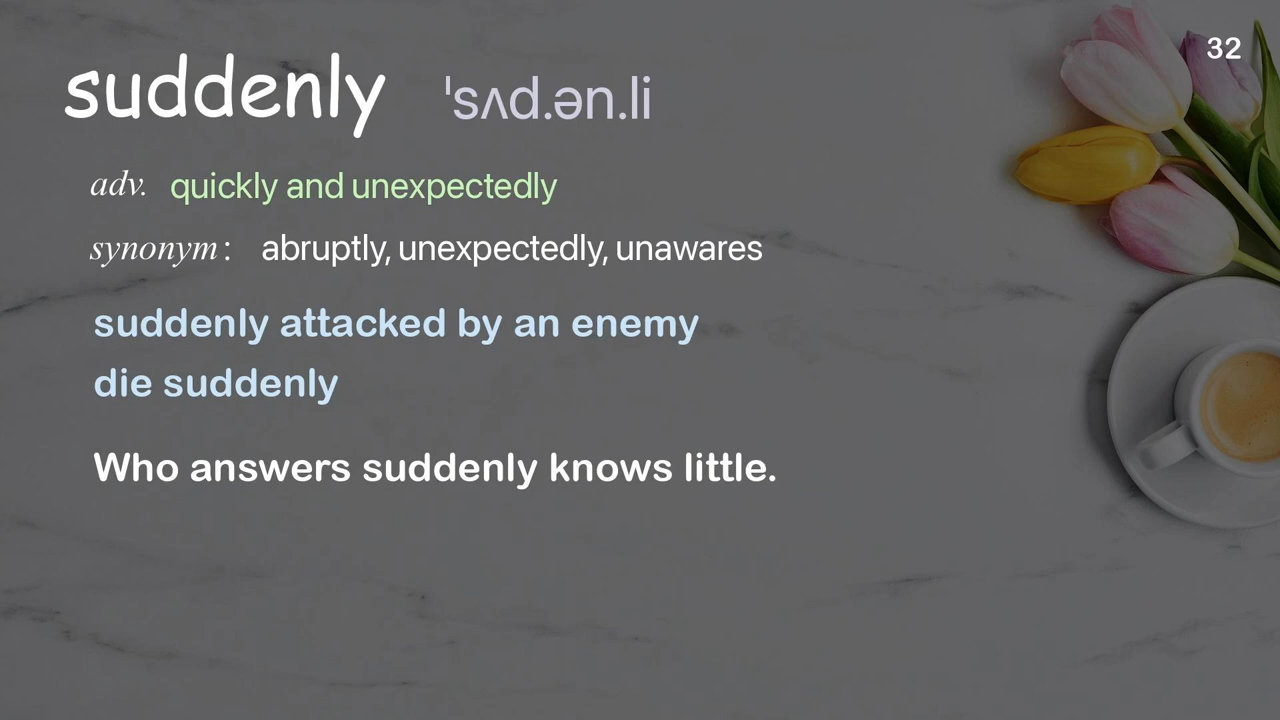 32
suddenly ˈsʌd.ən.li
adv. quickly and unexpectedly
synonym : abruptly, unexpectedly, unawares
suddenly attacked by an enemy
die suddenly
Who answers suddenly knows little.